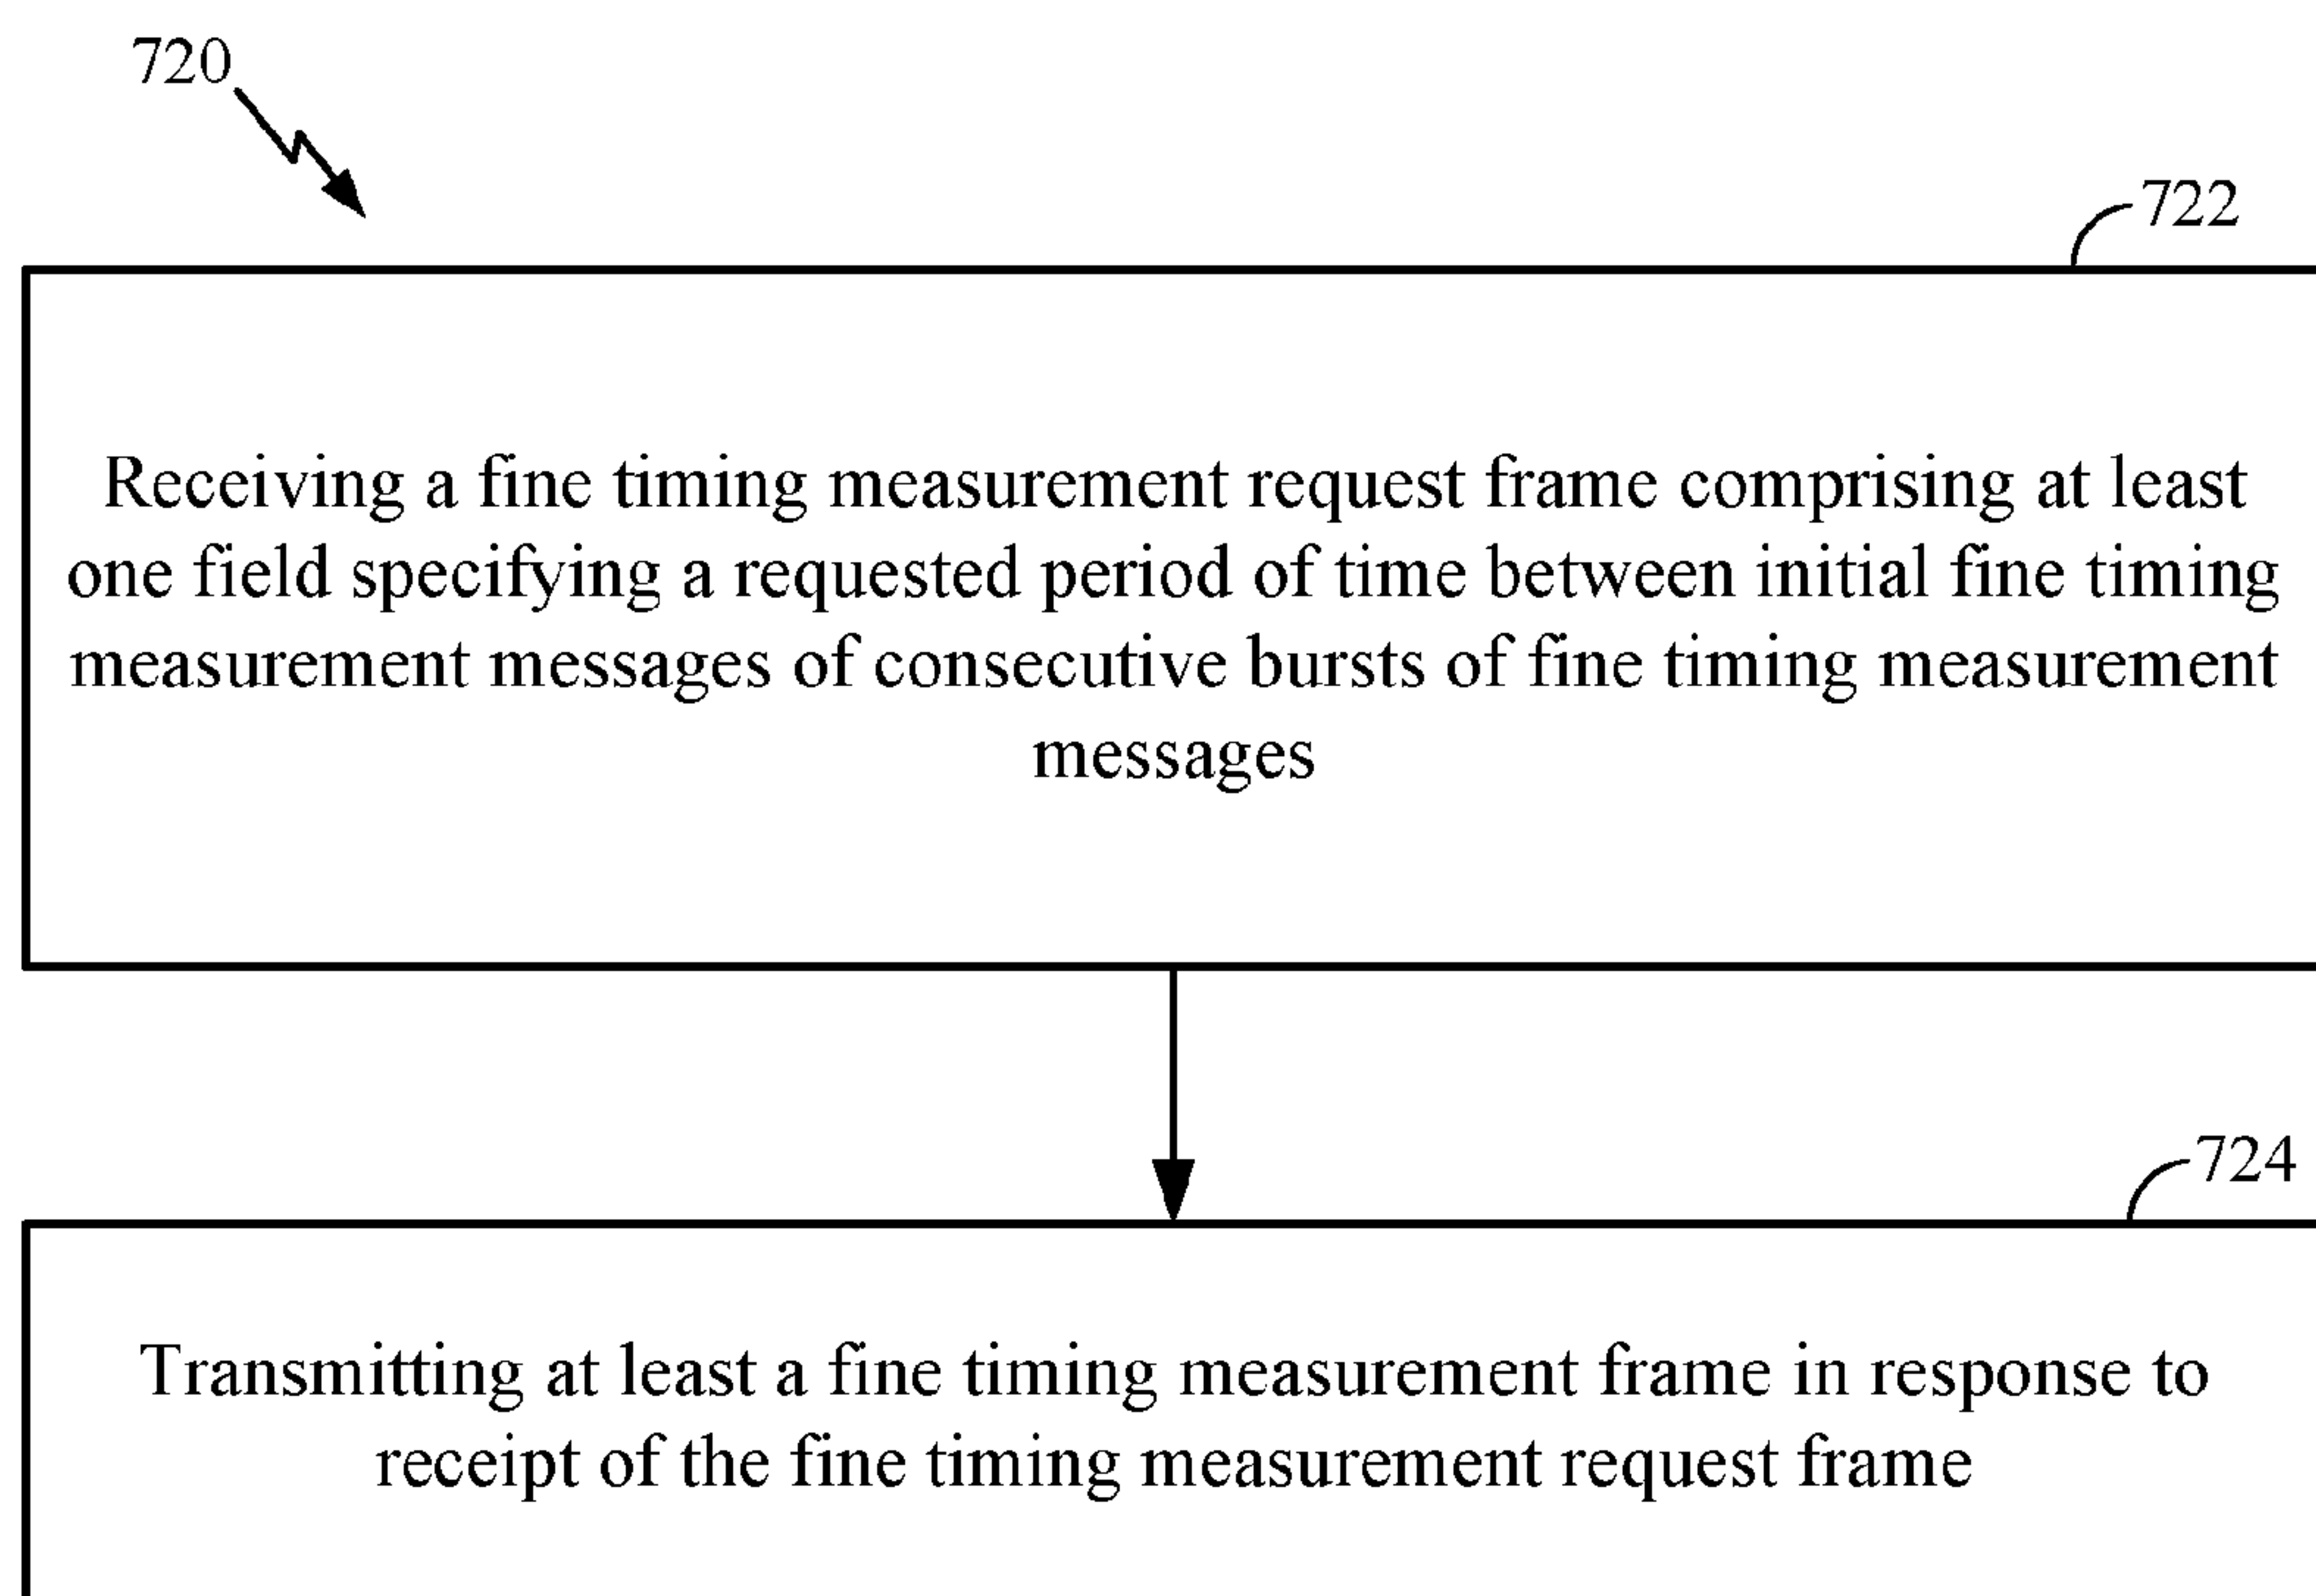 720
722
Receiving a fine timing measurement request frame comprising at least
one field specifying a requested period of time between initial fine timing
measurement messages of consecutive bursts of fine timing measurement
messages
724
Transmitting at least a fine timing measurement frame in response to
receipt of the fine timing measurement request frame